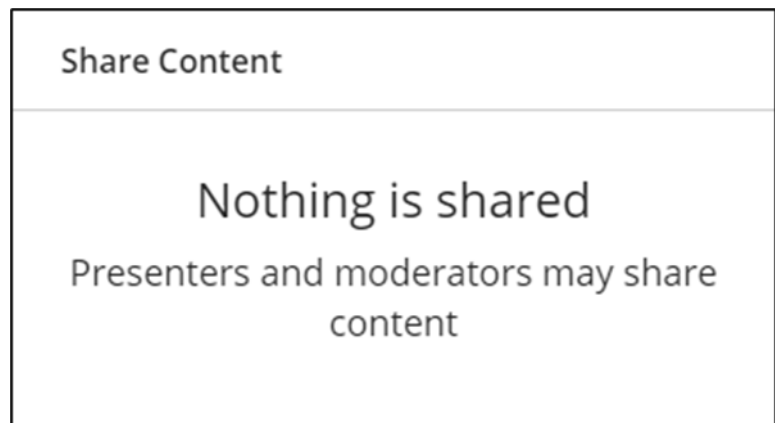 Share Content
Nothing is shared
Presenters and moderators may share
content